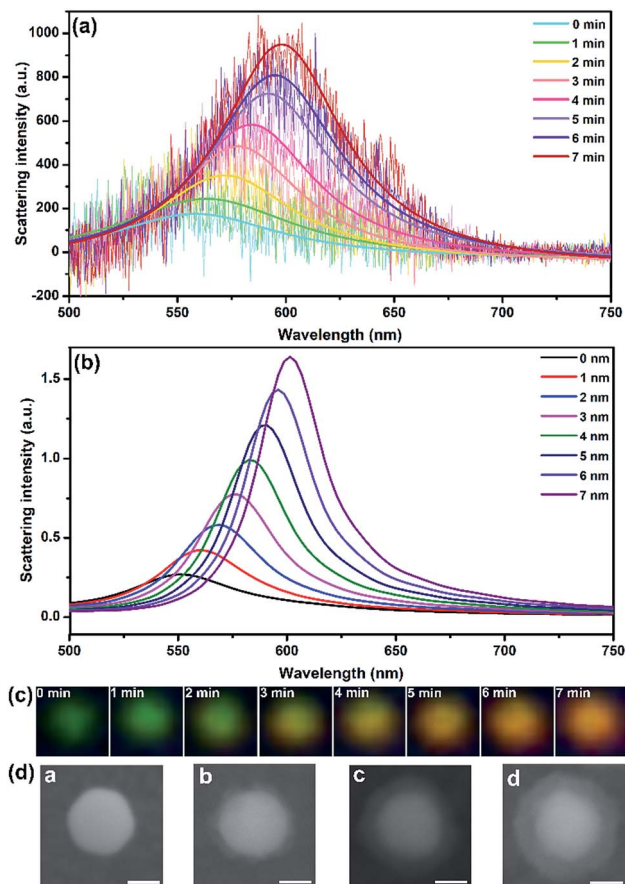 (a)
1000
800
600
400
200
0
-200
Scattering intensity (a.u.)
0 min
1 min
2 min
3 min
4 min
5 min
6 min
7 min
500 550 600 650 700 750
Wavelength (nm)
(b)
1.5
1.0
0.5
0.0
Scattering intensity (a.u.)
0 nm
1 nm
2 nm
3 nm
4 nm
5 nm
6 nm
7 nm
500 550 600 650 700 750
Wavelength (nm)
(c) 0 min 1 min 2 min 3 min 4 min 5 min 6 min 7 min
(d) a b c d